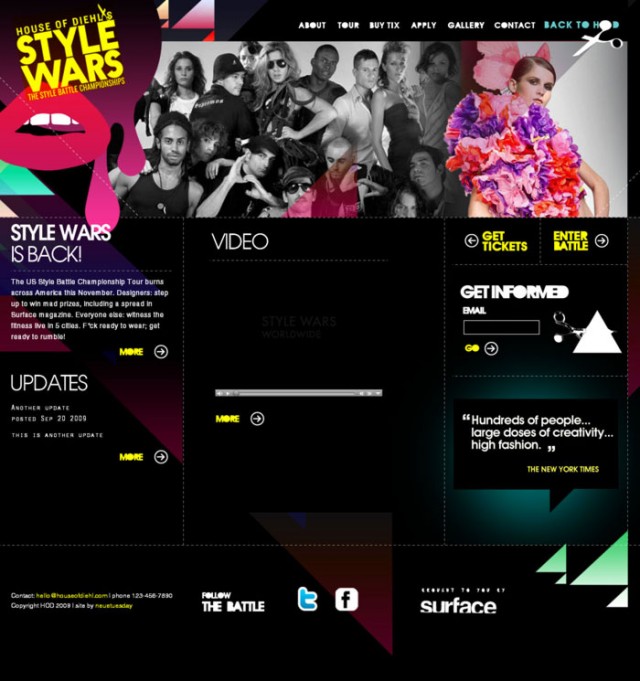 HOUSE OF DIEHL'S
STYLE
WARS
THE STYLE BATTLE CHAMPIONSHIPS
ABOUT TOUR BUY TIX APPLY GALLERY CONTACT BACK TO HOD
STYLE WARS
IS BACK!
The US Style Battle Championship Tour burns
across America this November. Designers: step
up to win mad prizes, including a spread in
Surface magazine. Everyone else: witness the
fitness live in 5 cities. F*ck ready to wear; get
ready to rumble!
MORE
UPDATES
Another update
posted Sep 20 2009
this is another update
MORE
VIDEO
STYLE WARS
WORLDWIDE
MORE
GET
TICKETS
ENTER
BATTLE
GET INFORMED
EMAIL
GO
“Hundreds of people...
large doses of creativity...
high fashion. ”
THE NEW YORK TIMES
Contact: hello@houseofdiehl.com | phone 123-456-7890
Copyright HOD 2009 | site by neuetuesday
FOLLOW
THE BATTLE
BROUGHT TO YOU BY
surface